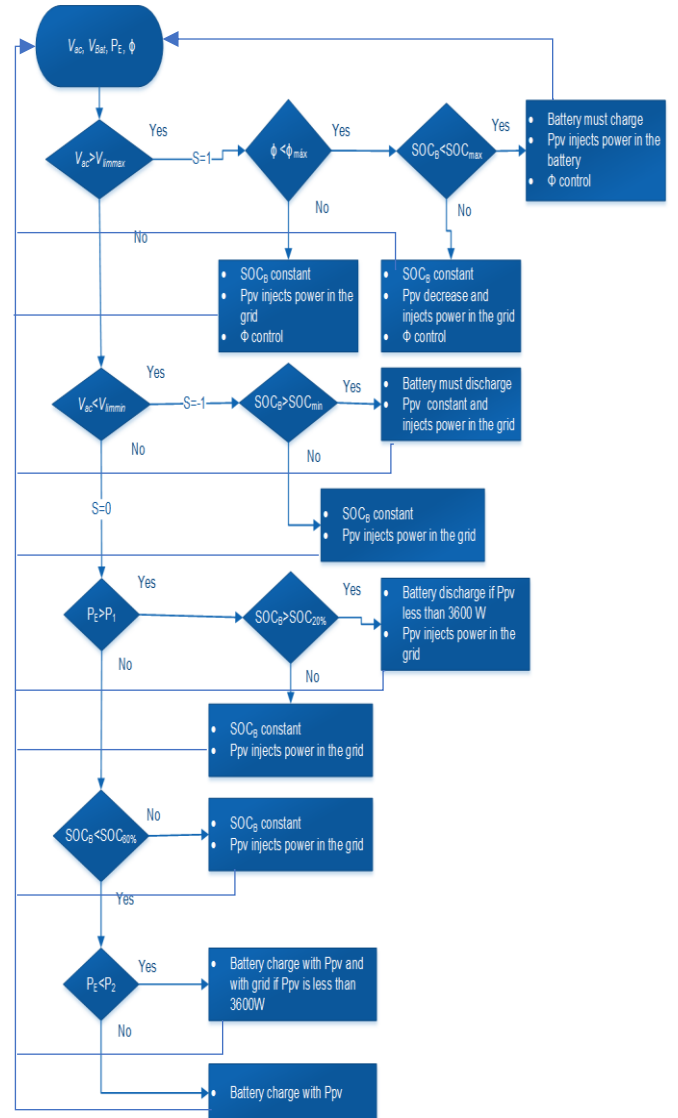 Vac, VBat, PE, ϕ
Yes
Yes
Yes
Vac>Vlimmax
S=1
ϕ <ϕmáx
SOCB<SOCmax
• Battery must charge
• Ppv injects power in the
battery
• Φ control
No
No
No
• SOCB constant
• Ppv injects power in the
grid
• Φ control
• SOCB constant
• Ppv decrease and
injects power in the grid
• Φ control
Yes
Yes
Vac<Vlimmin
S=-1
SOCB>SOCmin
• Battery must discharge
• Ppv constant and
injects power in the grid
No
No
S=0
• SOCB constant
• Ppv injects power in the grid
Yes
Yes
PE>P1
SOCB>SOC20%
• Battery discharge if Ppv
less than 3600 W
• Ppv injects power in the
grid
No
No
• SOCB constant
• Ppv injects power in the grid
No
SOCB<SOC80%
• SOCB constant
• Ppv injects power in the grid
Yes
Yes
PE<P2
• Battery charge with Ppv and
with grid if Ppv is less than
3600W
No
• Battery charge with Ppv